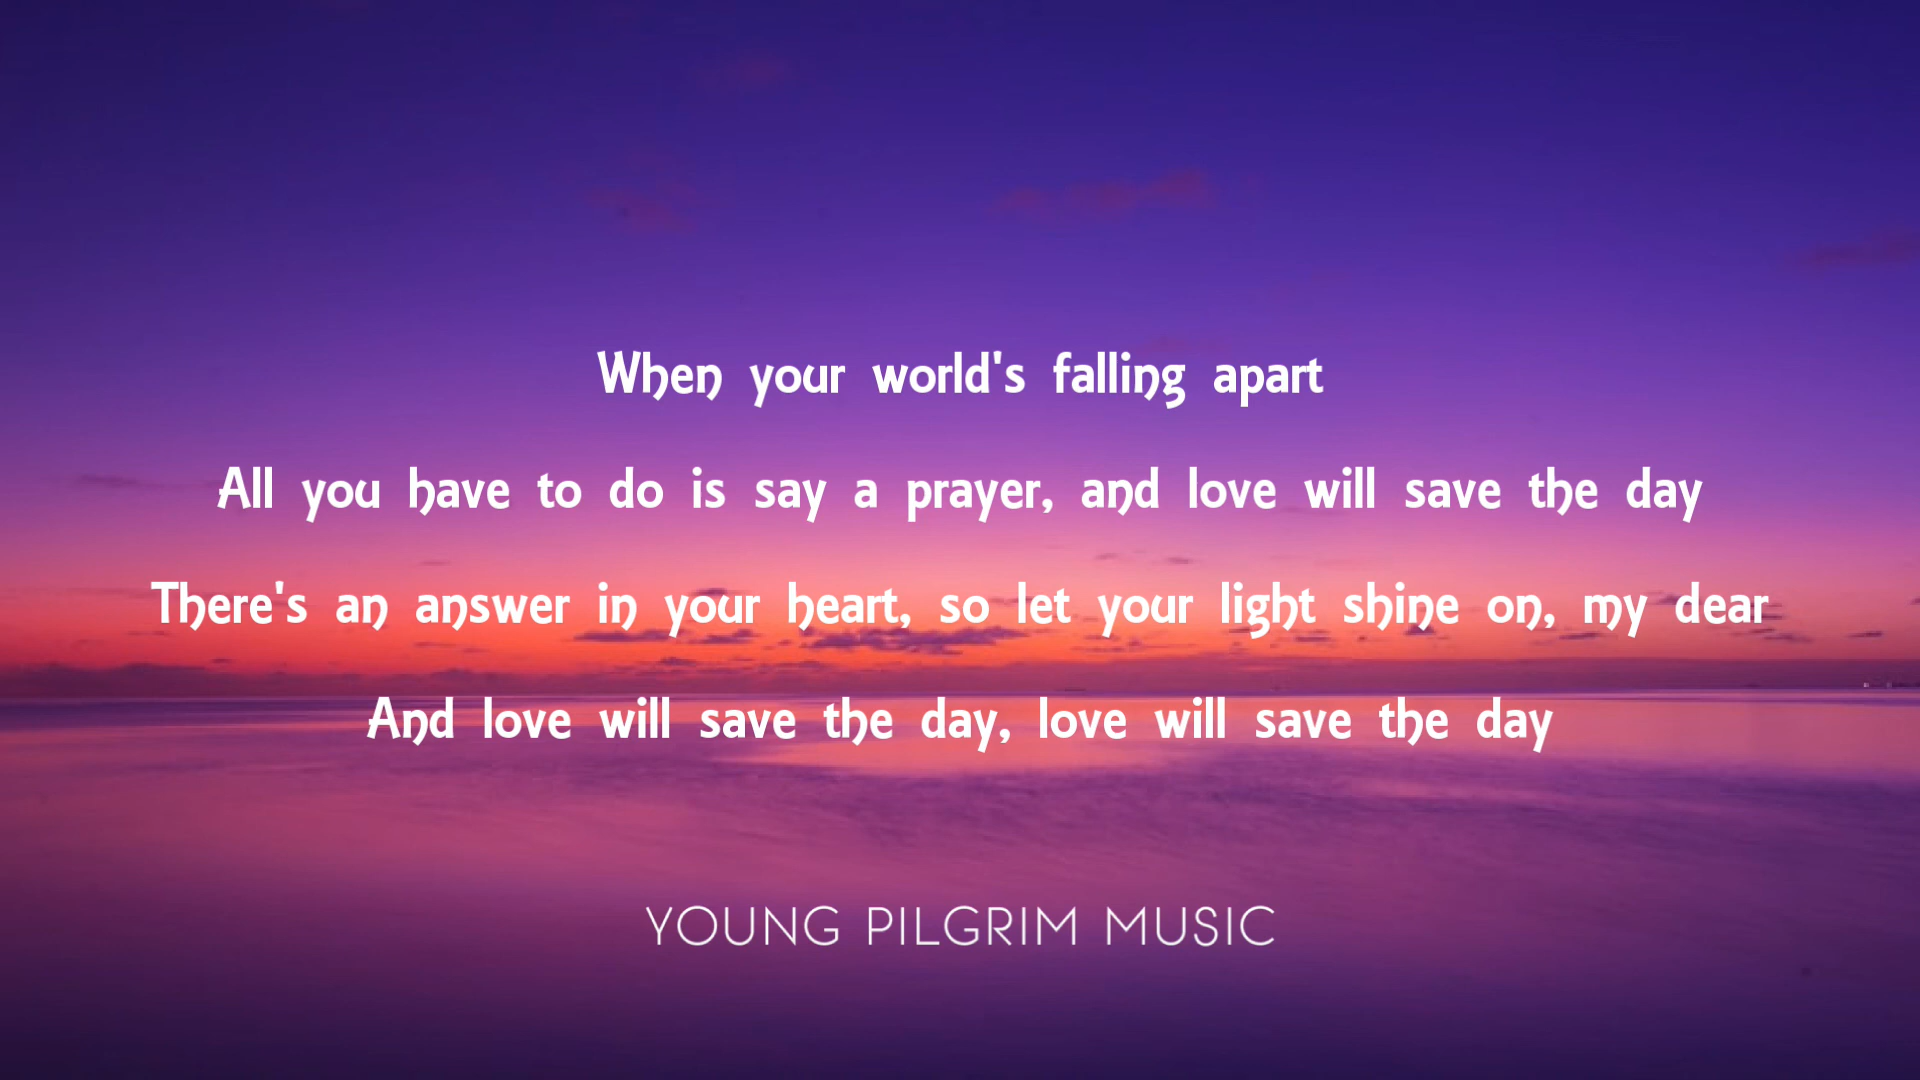 When your world's falling apart
All you have to do is say a prayer, and love will save the day
There's an answer in your heart, so let your light shine on, my dear
And love will save the day, love will save the day
YOUNG PILGRIM MUSIC